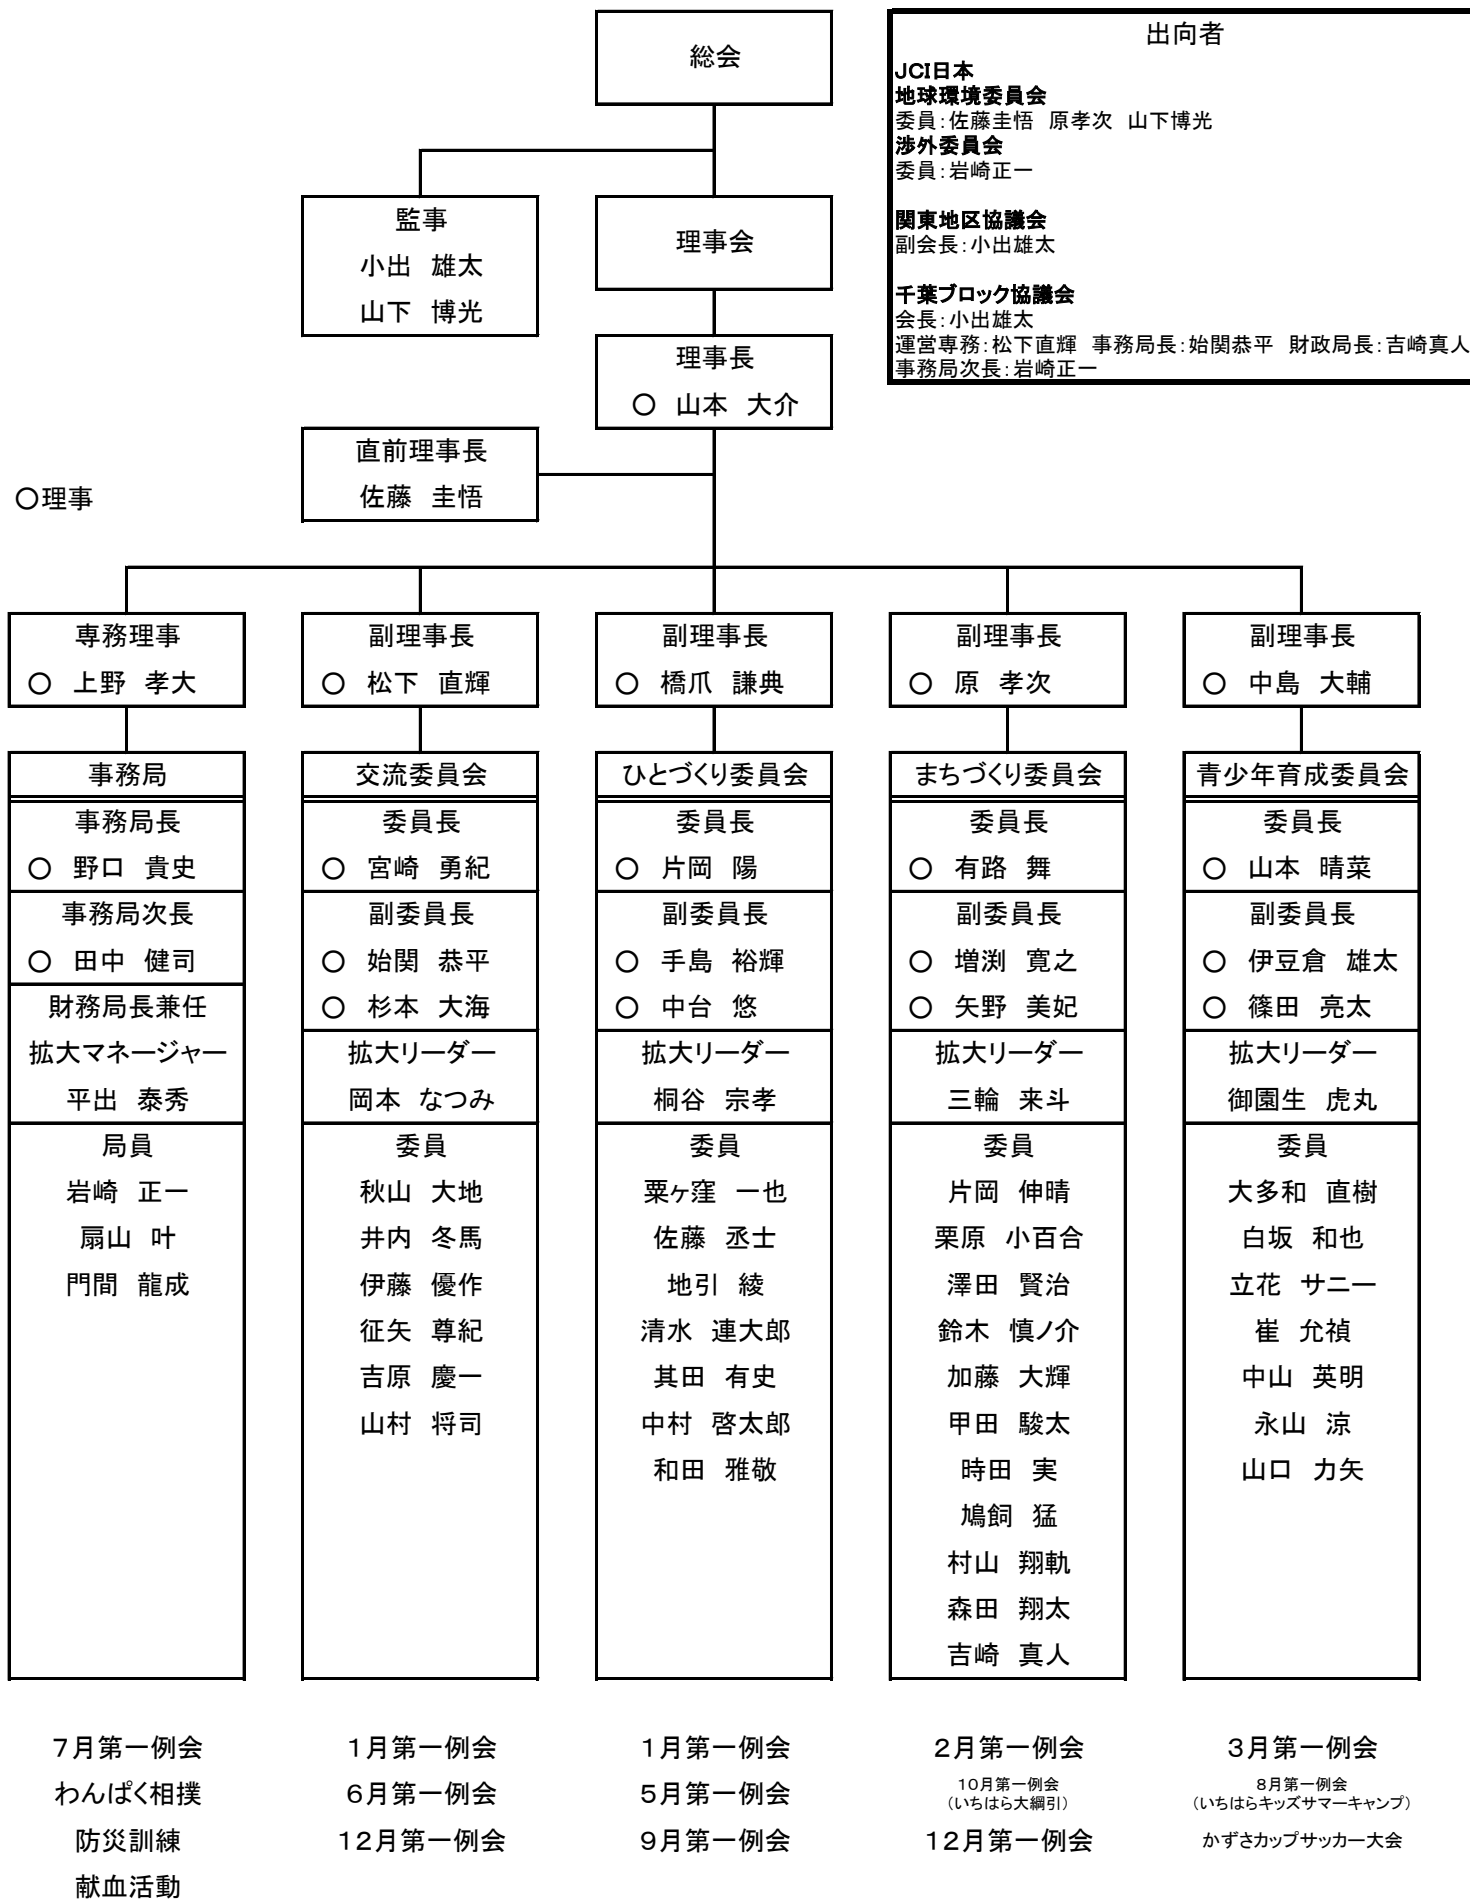 総会
出向者
JCI日本
地球環境委員会
委員：佐藤圭悟　原孝次　山下博光
渉外委員会
委員：岩崎正一
関東地区協議会
副会長：小出雄太
千葉ブロック協議会
会長：小出雄太
運営専務：松下直輝　事務局長：始関恭平　財政局長：吉崎真人
事務局次長：岩崎正一
監事
小出　雄太
山下　博光
理事会
理事長
○　山本　大介
直前理事長
佐藤　圭悟
○理事
専務理事
○　上野　孝大
副理事長
○　松下　直輝
副理事長
○　橋爪　謙典
副理事長
○　原　孝次
副理事長
○　中島　大輔
事務局
事務局長
○　野口　貴史
事務局次長
○　田中　健司
財務局長兼任
拡大マネージャー
平出　泰秀
局員
岩崎　正一
扇山　叶
門間　龍成
7月第一例会
わんぱく相撲
防災訓練
献血活動
交流委員会
委員長
○　宮崎　勇紀
副委員長
○　始関　恭平
○　杉本　大海
拡大リーダー
岡本　なつみ
委員
秋山　大地
井内　冬馬
伊藤　優作
征矢　尊紀
吉原　慶一
山村　将司
1月第一例会
6月第一例会
12月第一例会
ひとづくり委員会
委員長
○　片岡　陽
副委員長
○　手島　裕輝
○　中台　悠
拡大リーダー
桐谷　宗孝
委員
粟ヶ窪　一也
佐藤　丞士
地引　綾
清水　連大郎
其田　有史
中村　啓太郎
和田　雅敬
1月第一例会
5月第一例会
9月第一例会
まちづくり委員会
委員長
○　有路　舞
副委員長
○　増渕　寛之
○　矢野　美妃
拡大リーダー
三輪　来斗
委員
片岡　伸晴
栗原　小百合
澤田　賢治
鈴木　慎ノ介
加藤　大輝
甲田　駿太
時田　実
鳩飼　猛
村山　翔軌
森田　翔太
吉崎　真人
2月第一例会
10月第一例会
（いちはら大綱引）
12月第一例会
青少年育成委員会
委員長
○　山本　晴菜
副委員長
○　伊豆倉　雄太
○　篠田　亮太
拡大リーダー
御園生　虎丸
委員
大多和　直樹
白坂　和也
立花　サニー
崔　允禎
中山　英明
永山　涼
山口　力矢
3月第一例会
8月第一例会
（いちはらキッズサマーキャンプ）
かずさカップサッカー大会